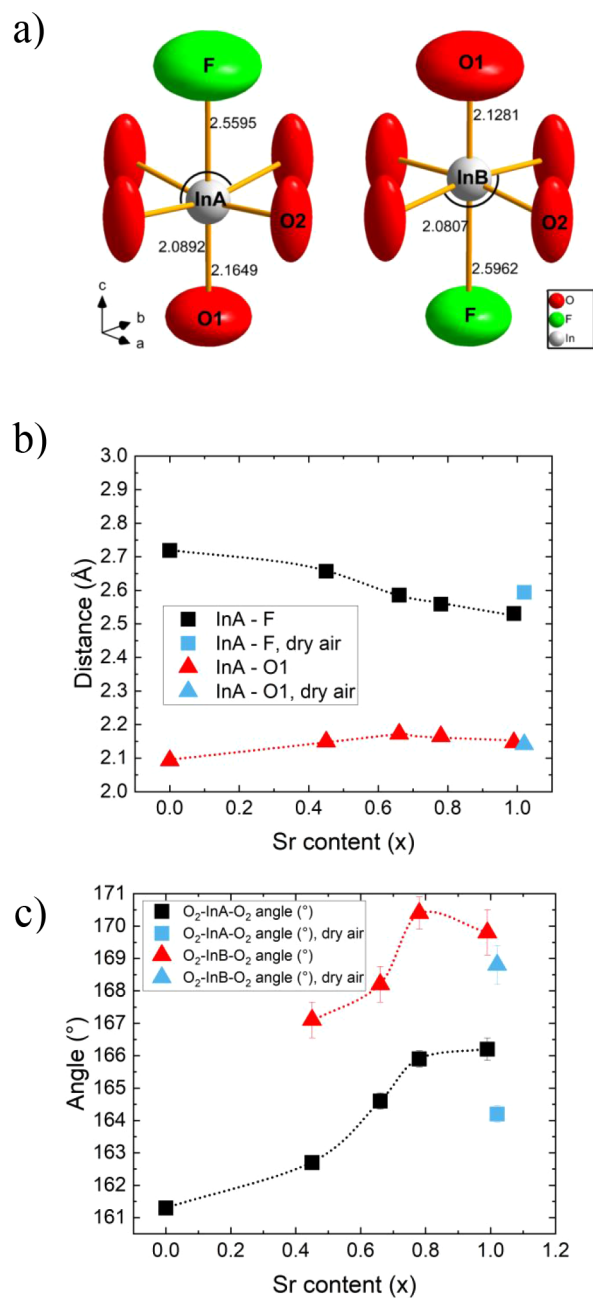 a)
F
O1
2.5595
2.1281
InA
InB
O2
O2
2.0892
2.0807
2.1649
2.5962
O1
F
c
b
a
O
F
In
b)
3.0
2.9
2.8
2.7
2.6
2.5
2.4
2.3
2.2
2.1
2.0
Distance (Å)
InA - F
InA - F, dry air
InA - O1
InA - O1, dry air
0.0 0.2 0.4 0.6 0.8 1.0
Sr content (x)
c)
171
170
169
168
167
166
165
164
163
162
161
Angle (°)
O₂-InA-O₂ angle (°)
O₂-InA-O₂ angle (°), dry air
O₂-InB-O₂ angle (°)
O₂-InB-O₂ angle (°), dry air
0.0 0.2 0.4 0.6 0.8 1.0 1.2
Sr content (x)